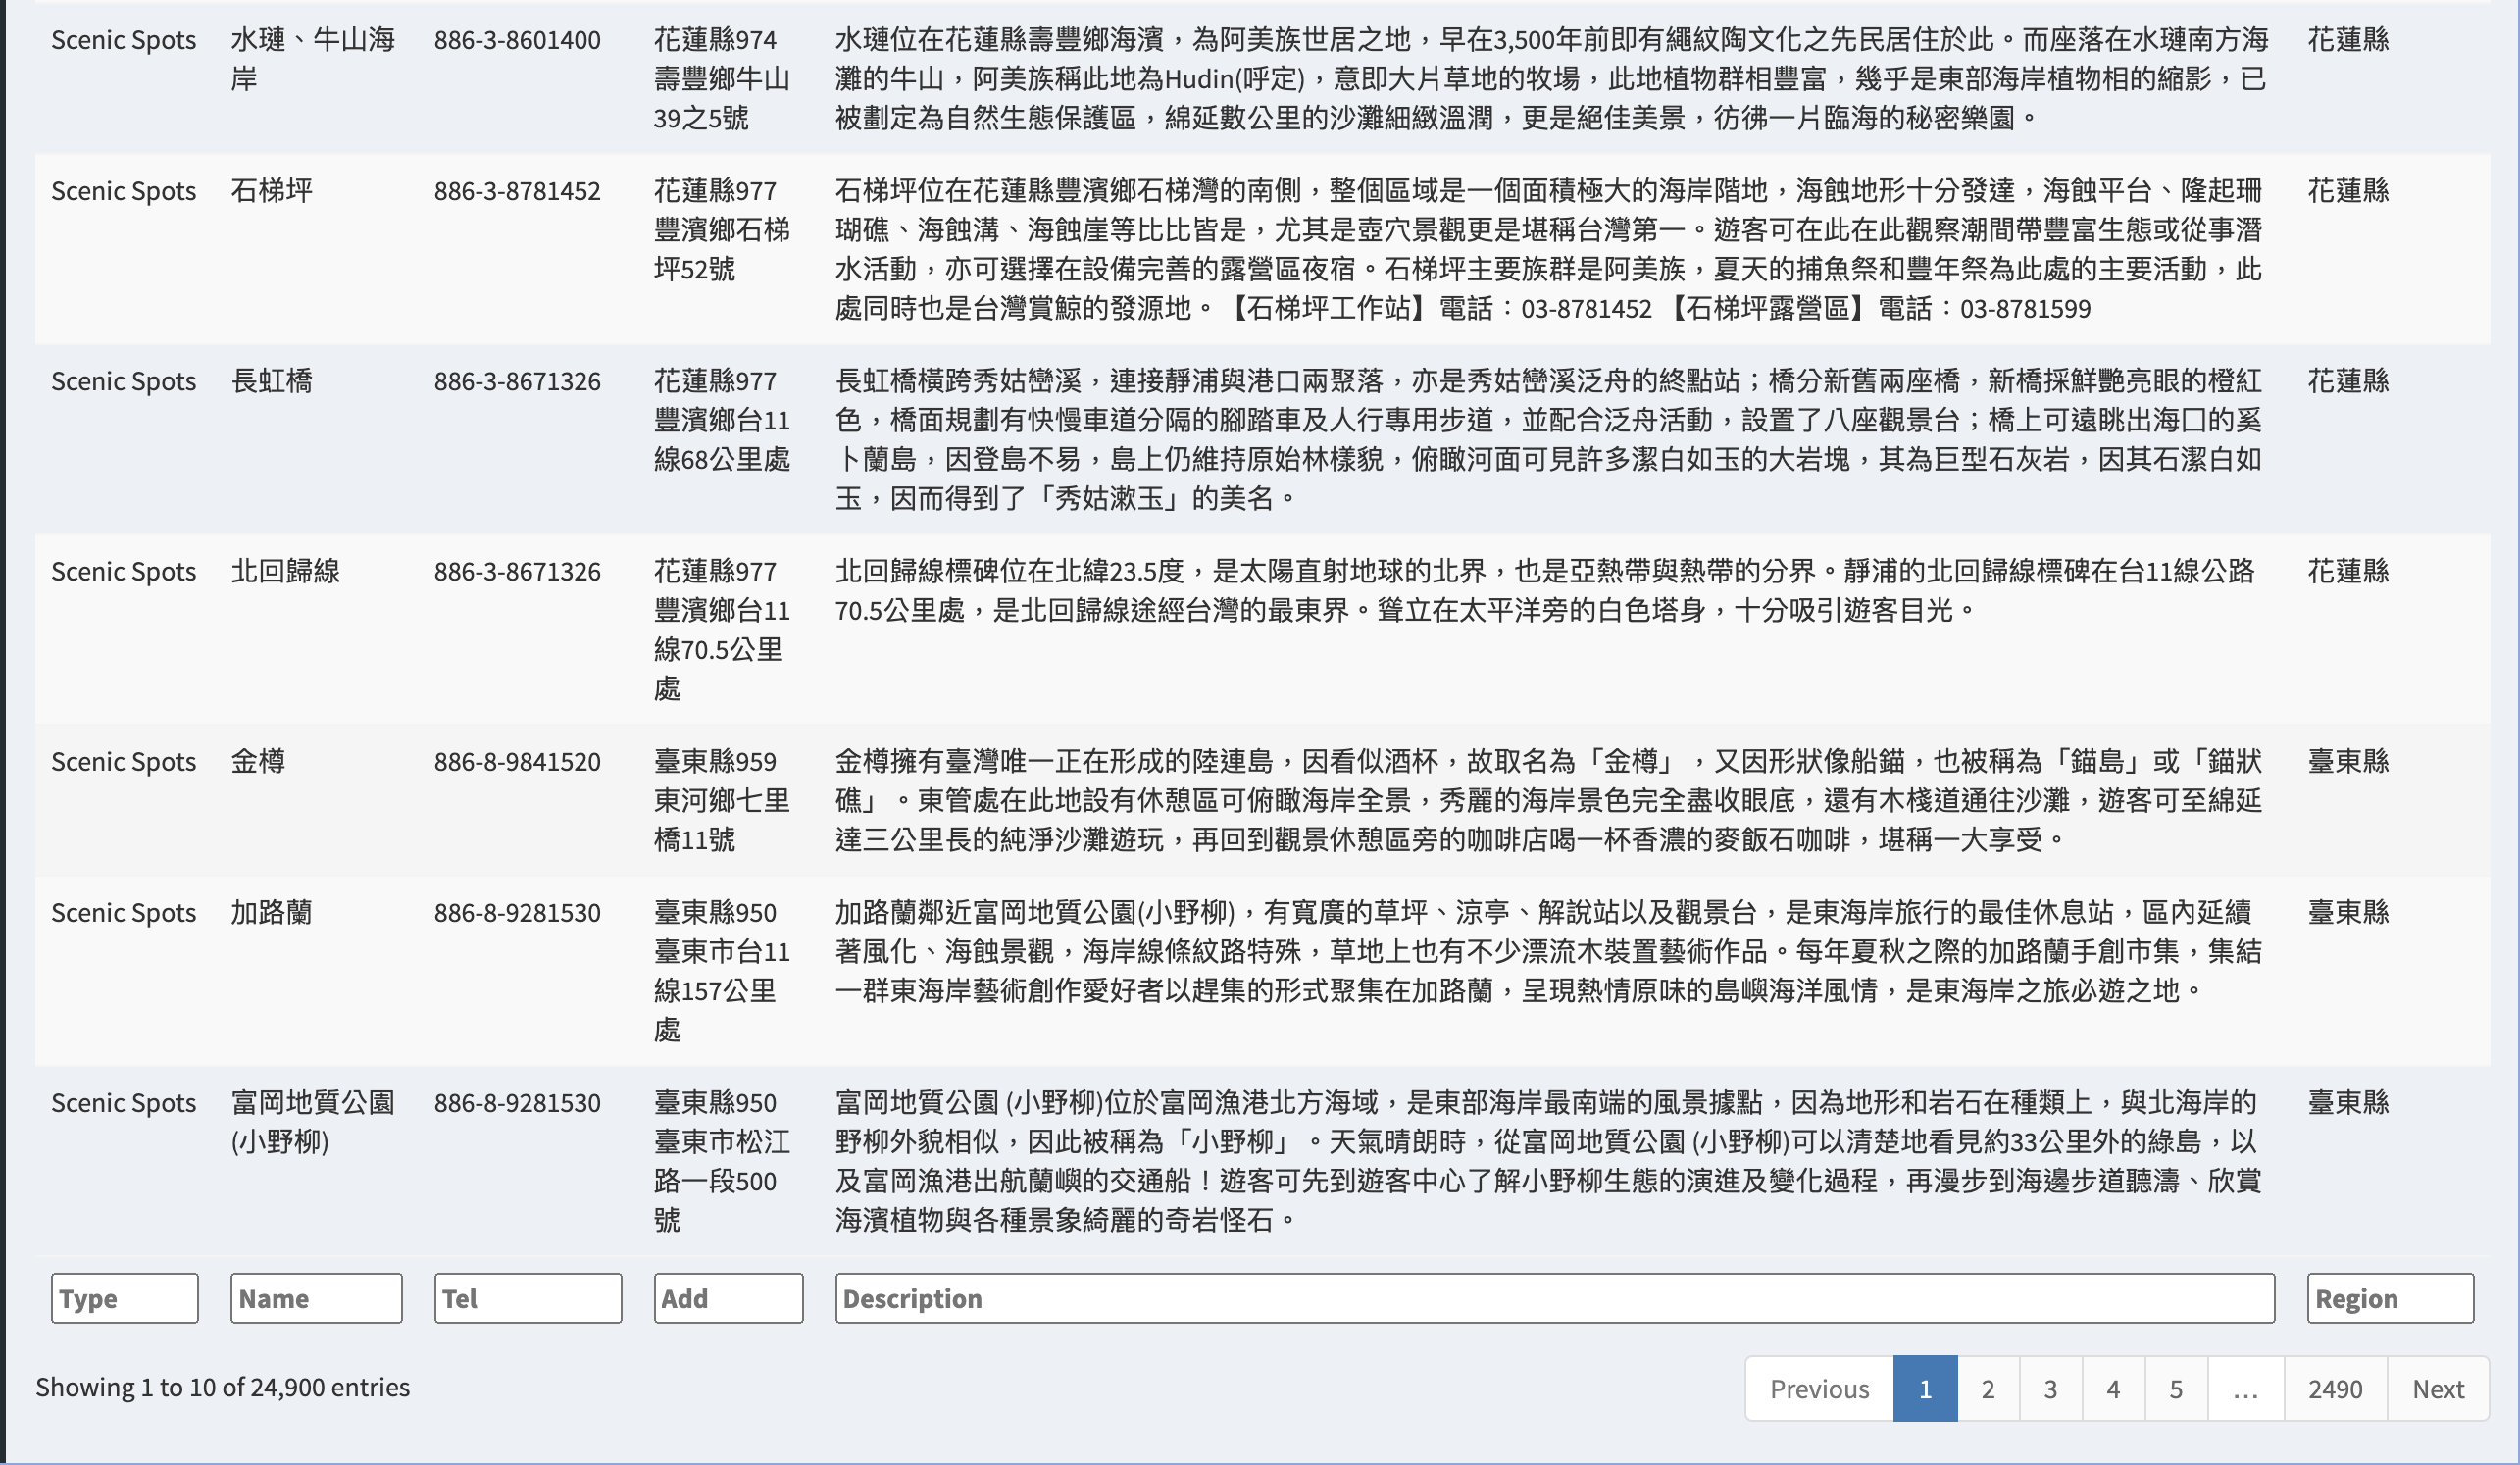 Scenic Spots 水璉、牛山海岸 886-3-8601400 花蓮縣974壽豐鄉牛山39之5號 水璉位在花蓮縣壽豐鄉海濱，為阿美族世居之地，早在3,500年前即有繩紋陶文化之先民居住於此。而座落在水璉南方海灘的牛山，阿美族稱此地為Hudin(呼定)，意即大片草地的牧場，此地植物群相豐富，幾乎是東部海岸植物相的縮影，已被劃定為自然生態保護區，綿延數公里的沙灘細緻溫潤，更是絕佳美景，彷彿一片臨海的秘密樂園。 花蓮縣
Scenic Spots 石梯坪 886-3-8781452 花蓮縣977豐濱鄉石梯坪52號 石梯坪位在花蓮縣豐濱鄉石梯灣的南側，整個區域是一個面積極大的海岸階地，海蝕地形十分發達，海蝕平台、隆起珊瑚礁、海蝕溝、海蝕崖等比比皆是，尤其是壺穴景觀更是堪稱台灣第一。遊客可在此在此觀察潮間帶豐富生態或從事潛水活動，亦可選擇在設備完善的露營區夜宿。石梯坪主要族群是阿美族，夏天的捕魚祭和豐年祭為此處的主要活動，此處同時也是台灣賞鯨的發源地。【石梯坪工作站】電話：03-8781452 【石梯坪露營區】電話：03-8781599 花蓮縣
Scenic Spots 長虹橋 886-3-8671326 花蓮縣977豐濱鄉台11線68公里處 長虹橋橫跨秀姑巒溪，連接靜浦與港口兩聚落，亦是秀姑巒溪泛舟的終點站；橋分新舊兩座橋，新橋採鮮艷亮眼的橙紅色，橋面規劃有快慢車道分隔的腳踏車及人行專用步道，並配合泛舟活動，設置了八座觀景台；橋上可遠眺出海口的奚卜蘭島，因登島不易，島上仍維持原始林樣貌，俯瞰河面可見許多潔白如玉的大岩塊，其為巨型石灰岩，因其石潔白如玉，因而得到了「秀姑漱玉」的美名。 花蓮縣
Scenic Spots 北回歸線 886-3-8671326 花蓮縣977豐濱鄉台11線70.5公里處 北回歸線標碑位在北緯23.5度，是太陽直射地球的北界，也是亞熱帶與熱帶的分界。靜浦的北回歸線標碑在台11線公路70.5公里處，是北回歸線途經台灣的最東界。聳立在太平洋旁的白色塔身，十分吸引遊客目光。 花蓮縣
Scenic Spots 金樽 886-8-9841520 臺東縣959東河鄉七里橋11號 金樽擁有臺灣唯一正在形成的陸連島，因看似酒杯，故取名為「金樽」，又因形狀像船錨，也被稱為「錨島」或「錨狀礁」。東管處在此地設有休憩區可俯瞰海岸全景，秀麗的海岸景色完全盡收眼底，還有木棧道通往沙灘，遊客可至綿延達三公里長的純淨沙灘遊玩，再回到觀景休憩區旁的咖啡店喝一杯香濃的麥飯石咖啡，堪稱一大享受。 臺東縣
Scenic Spots 加路蘭 886-8-9281530 臺東縣950臺東市台11線157公里處 加路蘭鄰近富岡地質公園(小野柳)，有寬廣的草坪、涼亭、解說站以及觀景台，是東海岸旅行的最佳休息站，區內延續著風化、海蝕景觀，海岸線條紋路特殊，草地上也有不少漂流木裝置藝術作品。每年夏秋之際的加路蘭手創市集，集結一群東海岸藝術創作愛好者以趕集的形式聚集在加路蘭，呈現熱情原味的島嶼海洋風情，是東海岸之旅必遊之地。 臺東縣
Scenic Spots 富岡地質公園(小野柳) 886-8-9281530 臺東縣950臺東市松江路一段500號 富岡地質公園 (小野柳)位於富岡漁港北方海域，是東部海岸最南端的風景據點，因為地形和岩石在種類上，與北海岸的野柳外貌相似，因此被稱為「小野柳」。天氣晴朗時，從富岡地質公園 (小野柳)可以清楚地看見約33公里外的綠島，以及富岡漁港出航蘭嶼的交通船！遊客可先到遊客中心了解小野柳生態的演進及變化過程，再漫步到海邊步道聽濤、欣賞海濱植物與各種景象綺麗的奇岩怪石。 臺東縣
Type Name Tel Add Description Region
Showing 1 to 10 of 24,900 entries Previous 1 2 3 4 5 … 2490 Next